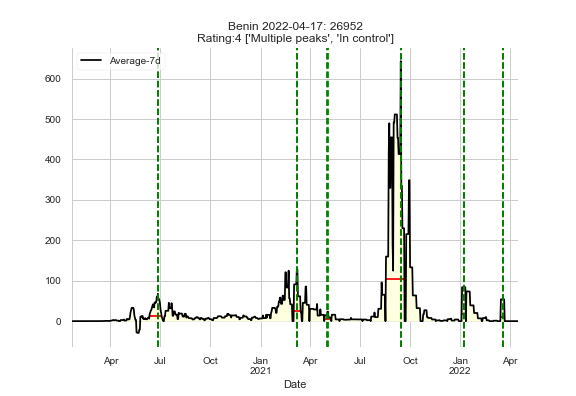 Benin 2022-04-17: 26952
Rating:4 ['Multiple peaks', 'In control']
Average-7d
600
500
400
300
200
100
0
Apr
Jul
Oct
Jan
2021
Apr
Jul
Oct
Jan
2022
Apr
Date